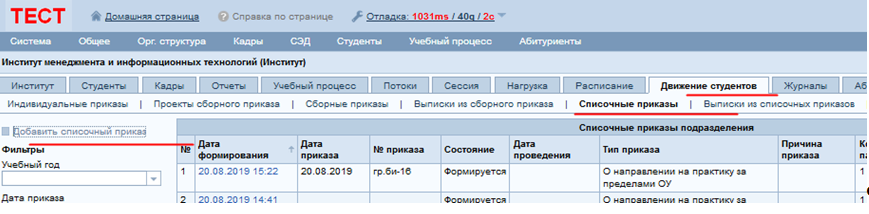 ТЕСТ Домашняя страница Справка по странице Отладка: 1031ms / 40q / 2c
Система Общее Орг. структура Кадры СЭД Студенты Учебный процесс Абитуриенты
Институт менеджмента и информационных технологий (Институт)
Институт Студенты Кадры Отчеты Учебный процесс Потоки Сессия Нагрузка Расписание Движение студентов Журналы Аб
Индивидуальные приказы | Проекты сборного приказа | Сборные приказы | Выписки из сборного приказа | Списочные приказы | Выписки из списочных приказов
Добавить списочный приказ
Фильтры
Учебный год
Дата приказа
Списочные приказы подразделения
№ Дата формирования Дата приказа № приказа Состояние Дата проведения Тип приказа Причина приказа
1 20.08.2019 15:22 20.08.2019 гр.би-16 Формируется О направлении на практику за пределами ОУ 1
2 20.08.2019 14:41 Формируется О направлении на практику за 1